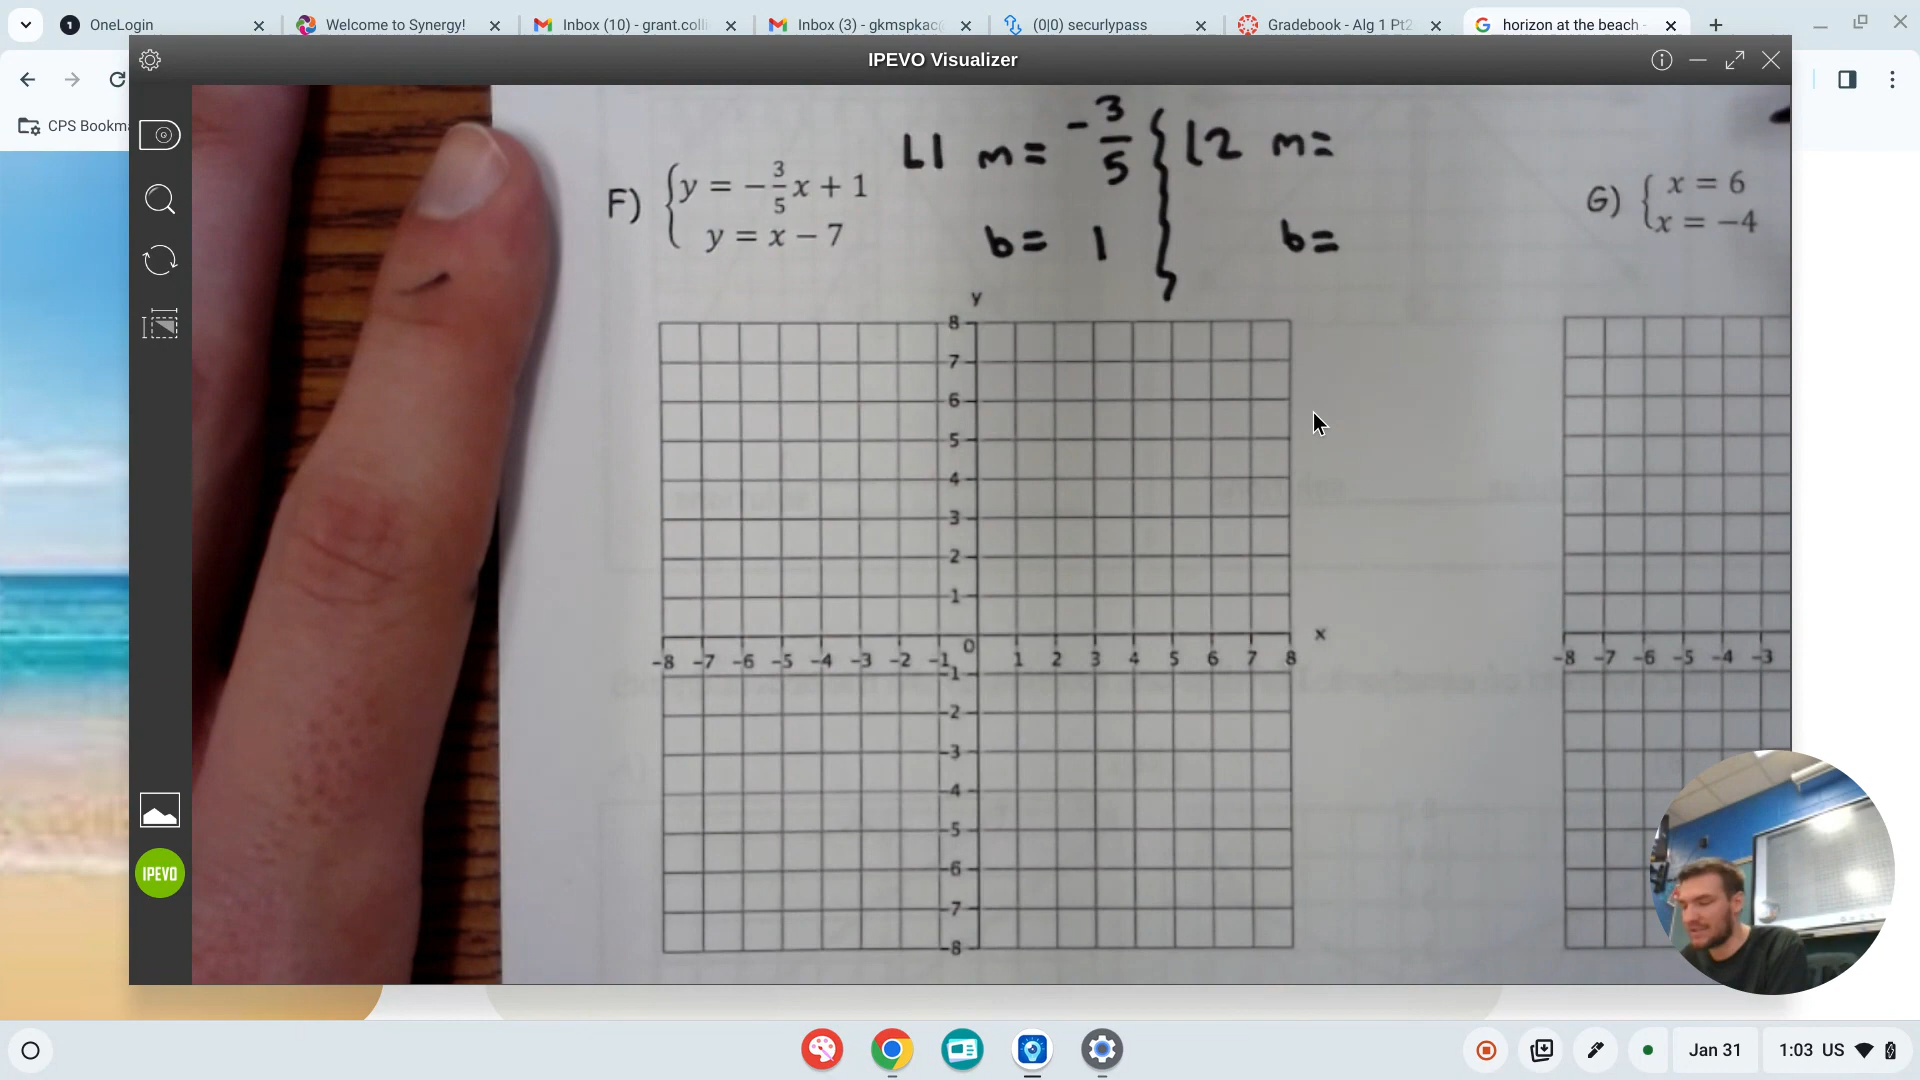 OneLogin
Welcome to Synergy!
Inbox (10) - grant.coll
Inbox (3) - gkmspkac
(0|0) securlypass
Gradebook - Alg 1 Pt2
horizon at the beach -
CPS Bookma
IPEVO Visualizer
L1 m = -3/5
b = 1
L2 m =
b =
F) { y = -3/5 x + 1
y = x - 7
G) { x = 6
x = -4
y
8
7
6
5
4
3
2
1
-8 -7 -6 -5 -4 -3 -2 -1 0 1 2 3 4 5 6 7 8 x
-1
-2
-3
-4
-5
-6
-7
-8
-8 -7 -6 -5 -4 -3
IPEVO
Jan 31
1:03 US